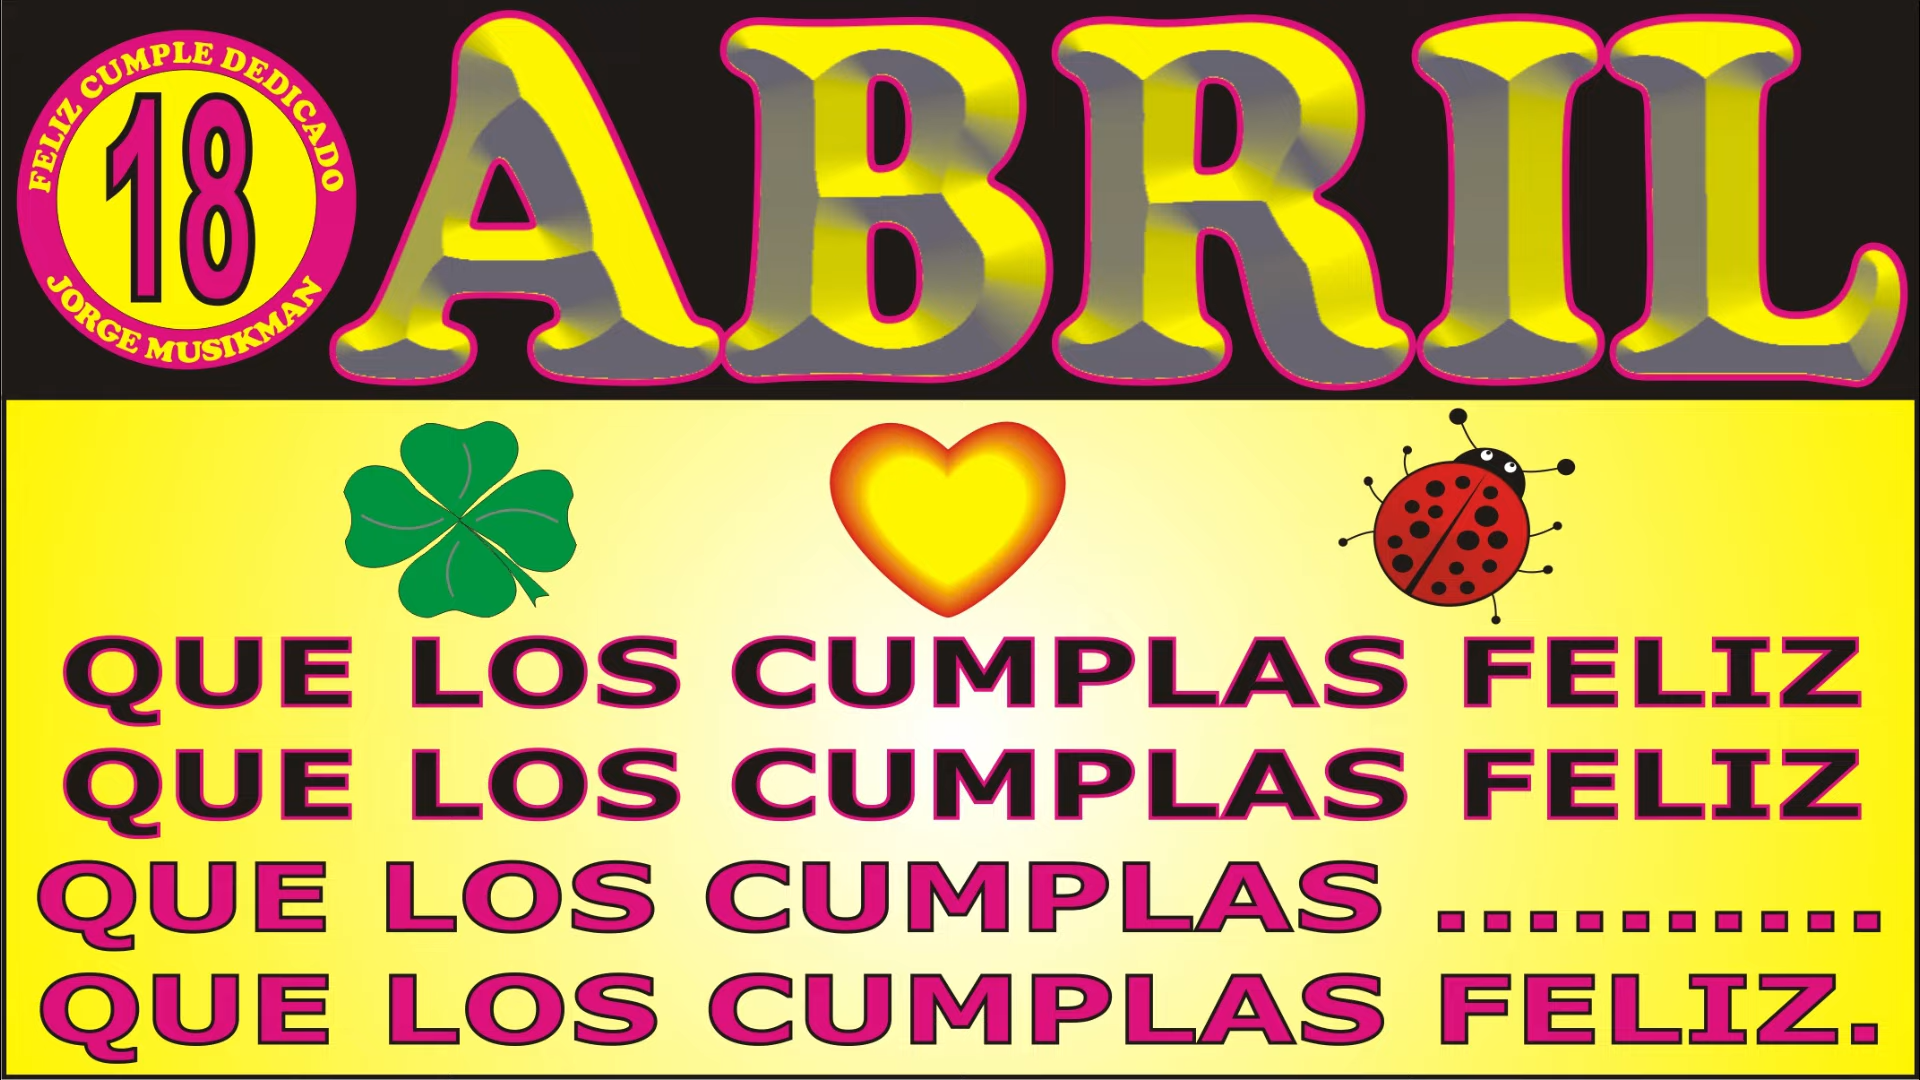 FELIZ CUMPLE DEDICADO
18
JORGE MUSIKMAN
ABRIL
QUE LOS CUMPLAS FELIZ
QUE LOS CUMPLAS FELIZ
QUE LOS CUMPLAS ..........
QUE LOS CUMPLAS FELIZ.